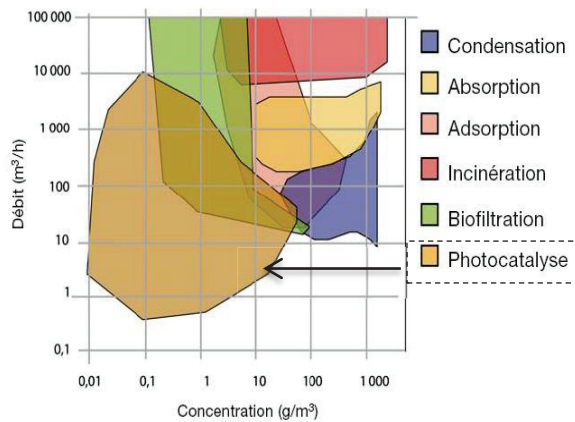 100 000
10 000
1 000
100
10
1
0,1
Débit (m³/h)
0,01
0,1
1
10
100
1 000
Concentration (g/m³)
Condensation
Absorption
Adsorption
Incinération
Biofiltration
Photocatalyse